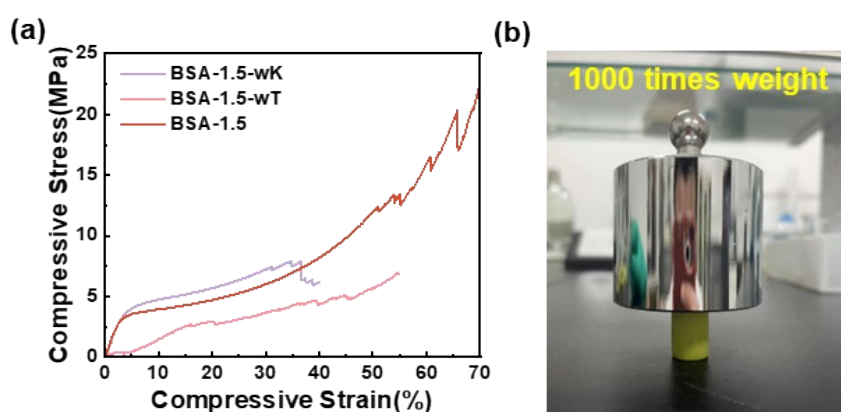 (a)
25
20
15
10
5
0
Compressive Stress(MPa)
BSA-1.5-wK
BSA-1.5-wT
BSA-1.5
0 10 20 30 40 50 60 70
Compressive Strain(%)
(b)
1000 times weight